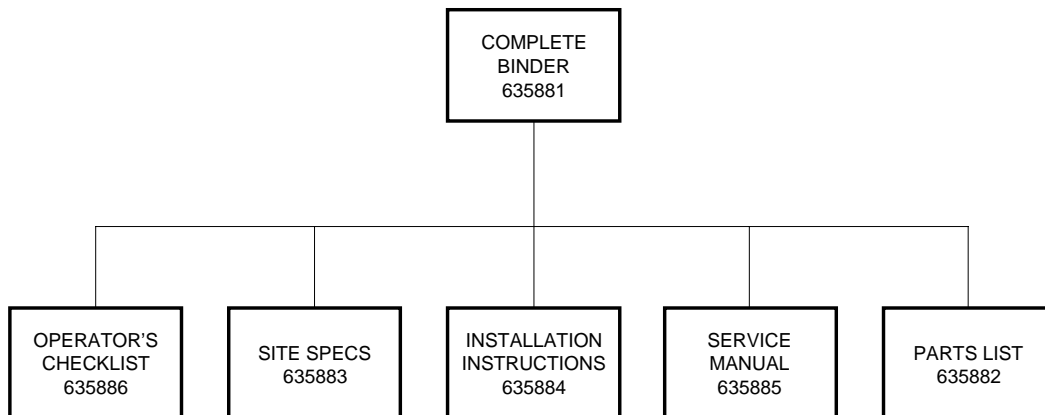 COMPLETE
BINDER
635881
OPERATOR’S
CHECKLIST
635886
SITE SPECS
635883
INSTALLATION
INSTRUCTIONS
635884
SERVICE
MANUAL
635885
PARTS LIST
635882